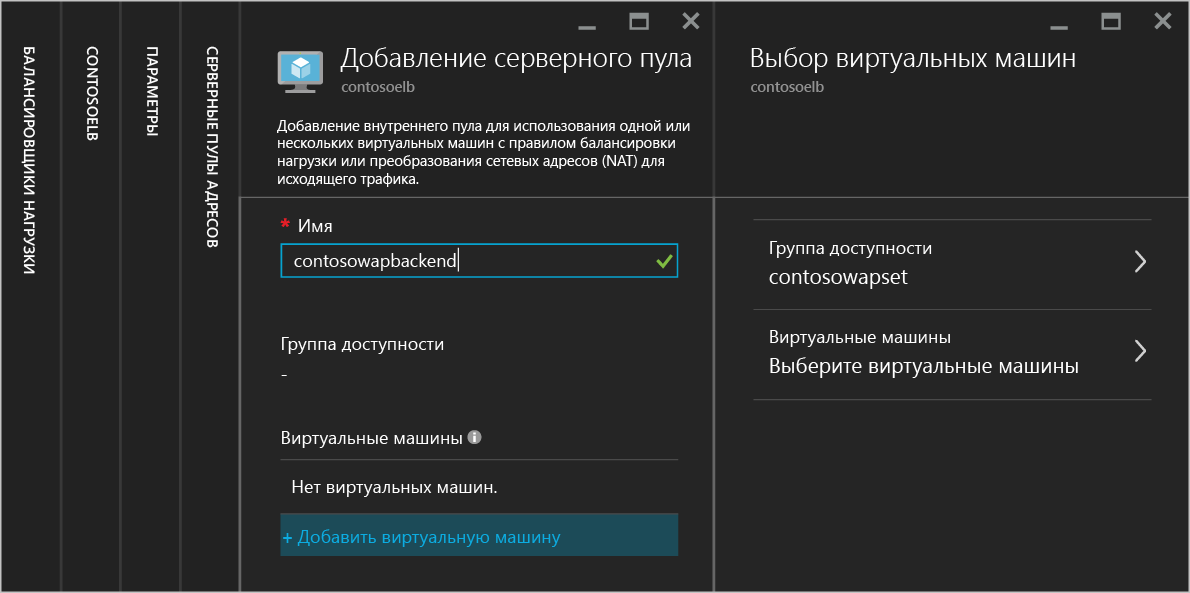 БАЛАНСИРОВЩИКИ НАГРУЗКИ
CONTOSOELB
ПАРАМЕТРЫ
СЕРВЕРНЫЕ ПУЛЫ АДРЕСОВ
Добавление серверного пула
contosoelb
Добавление внутреннего пула для использования одной или
нескольких виртуальных машин с правилом балансировки
нагрузки или преобразования сетевых адресов (NAT) для
исходящего трафика.
* Имя
contosowapbackend
Группа доступности
-
Виртуальные машины
Нет виртуальных машин.
+ Добавить виртуальную машину
Выбор виртуальных машин
contosoelb
Группа доступности
contosowapset
Виртуальные машины
Выберите виртуальные машины